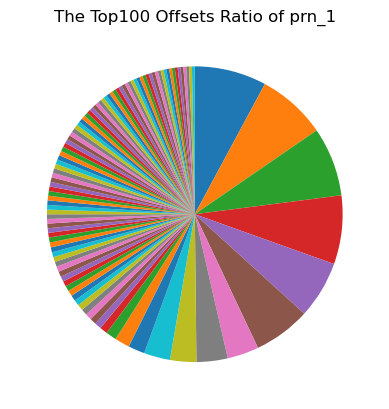 The Top100 Offsets Ratio of prn_1